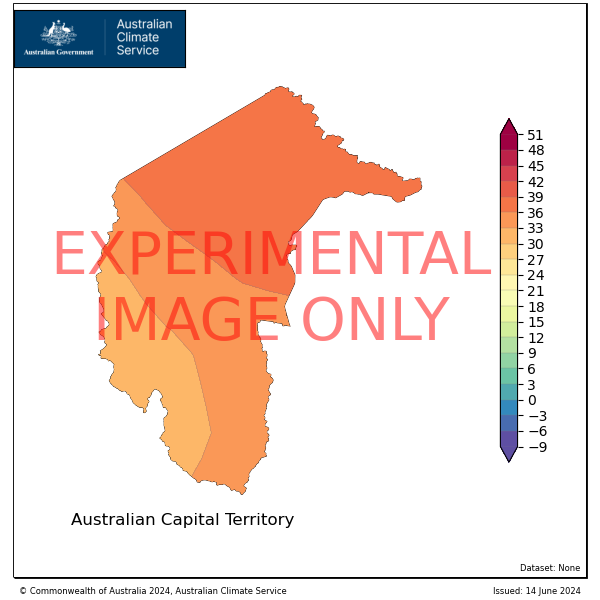 Australian Government
Australian
Climate
Service
51
48
45
42
39
36
33
30
27
24
21
18
15
12
9
6
3
0
−3
−6
−9
EXPERIMENTAL
IMAGE ONLY
Australian Capital Territory
Dataset: None
© Commonwealth of Australia 2024, Australian Climate Service
Issued: 14 June 2024